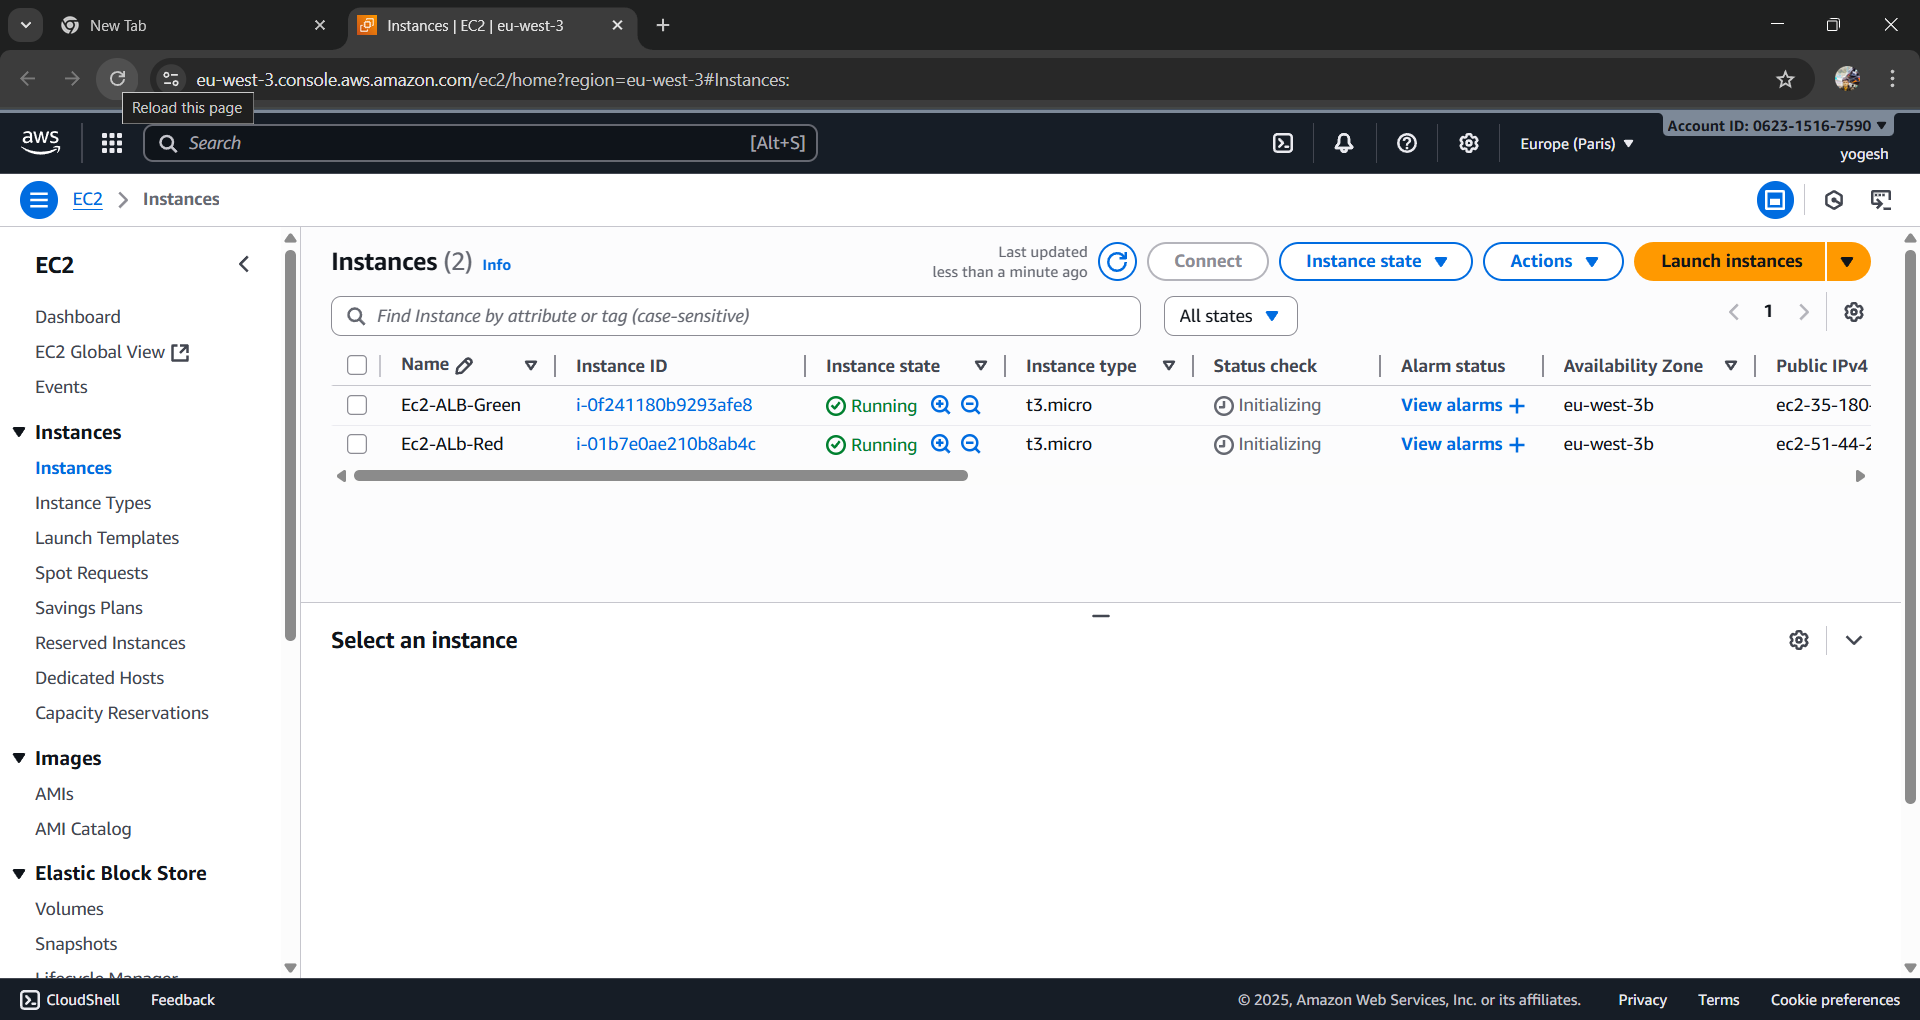 New Tab
Instances | EC2 | eu-west-3
eu-west-3.console.aws.amazon.com/ec2/home?region=eu-west-3#Instances:
Reload this page
aws
Search
[Alt+S]
Europe (Paris)
Account ID: 0623-1516-7590
yogesh
EC2
Instances
EC2
Dashboard
EC2 Global View
Events
Instances
Instances
Instance Types
Launch Templates
Spot Requests
Savings Plans
Reserved Instances
Dedicated Hosts
Capacity Reservations
Images
AMIs
AMI Catalog
Elastic Block Store
Volumes
Snapshots
Lifecycle Manager
Instances (2) Info
Last updated
less than a minute ago
Connect
Instance state
Actions
Launch instances
Find Instance by attribute or tag (case-sensitive)
All states
1
Name Instance ID Instance state Instance type Status check Alarm status Availability Zone Public IPv4
Ec2-ALB-Green i-0f241180b9293afe8 Running t3.micro Initializing View alarms + eu-west-3b ec2-35-180-
Ec2-ALb-Red i-01b7e0ae210b8ab4c Running t3.micro Initializing View alarms + eu-west-3b ec2-51-44-2
Select an instance
CloudShell Feedback © 2025, Amazon Web Services, Inc. or its affiliates. Privacy Terms Cookie preferences